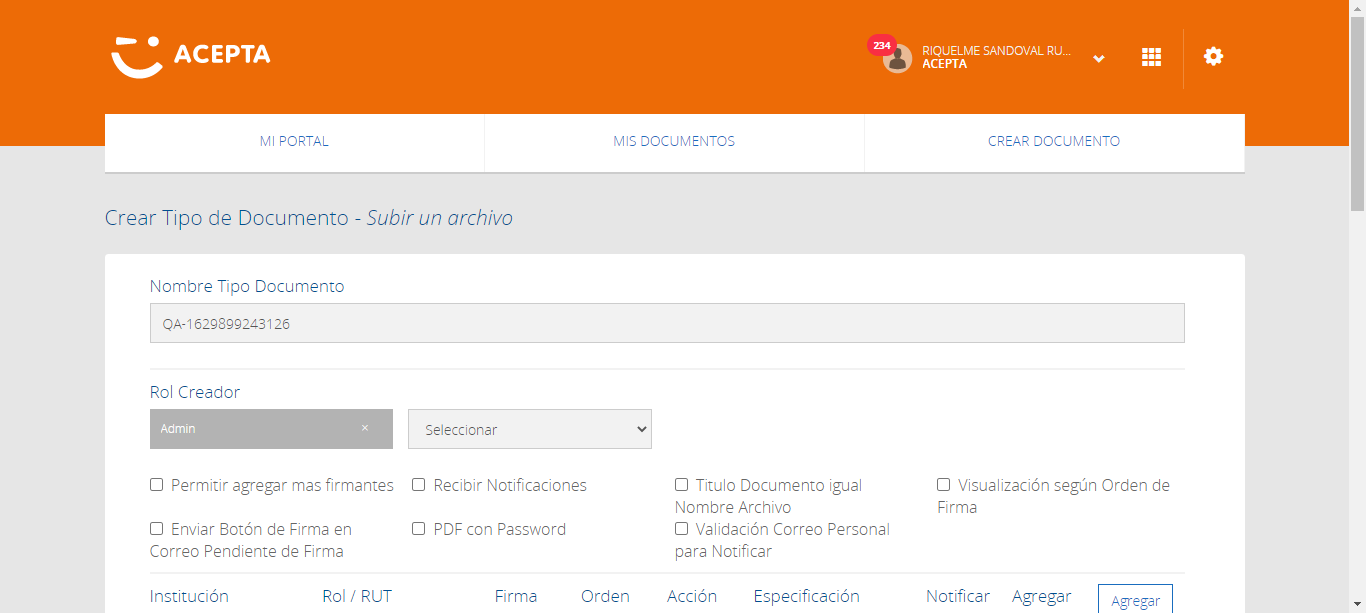 ACEPTA
234
RIQUELME SANDOVAL RU...
ACEPTA
MI PORTAL
MIS DOCUMENTOS
CREAR DOCUMENTO
Crear Tipo de Documento - Subir un archivo
Nombre Tipo Documento
QA-1629899243126
Rol Creador
Admin ×
Seleccionar
Permitir agregar mas firmantes
Recibir Notificaciones
Titulo Documento igual
Nombre Archivo
Visualización según Orden de
Firma
Enviar Botón de Firma en
Correo Pendiente de Firma
PDF con Password
Validación Correo Personal
para Notificar
Institución
Rol / RUT
Firma
Orden
Acción
Especificación
Notificar
Agregar
Agregar